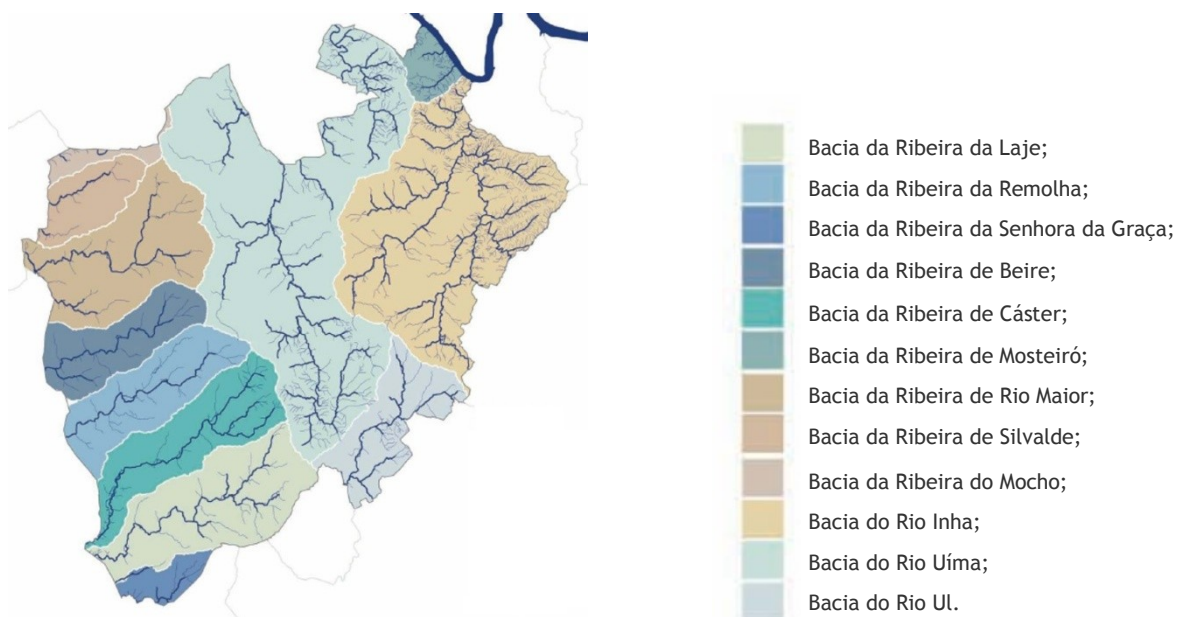 Bacia da Ribeira da Laje;
Bacia da Ribeira da Remolha;
Bacia da Ribeira da Senhora da Graça;
Bacia da Ribeira de Beire;
Bacia da Ribeira de Cáster;
Bacia da Ribeira de Mosteiró;
Bacia da Ribeira de Rio Maior;
Bacia da Ribeira de Silvalde;
Bacia da Ribeira do Mocho;
Bacia do Rio Inha;
Bacia do Rio Uíma;
Bacia do Rio Ul.